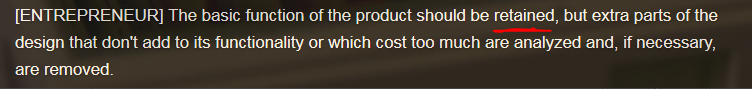 [ENTREPRENEUR] The basic function of the product should be retained, but extra parts of the
design that don't add to its functionality or which cost too much are analyzed and, if necessary,
are removed.